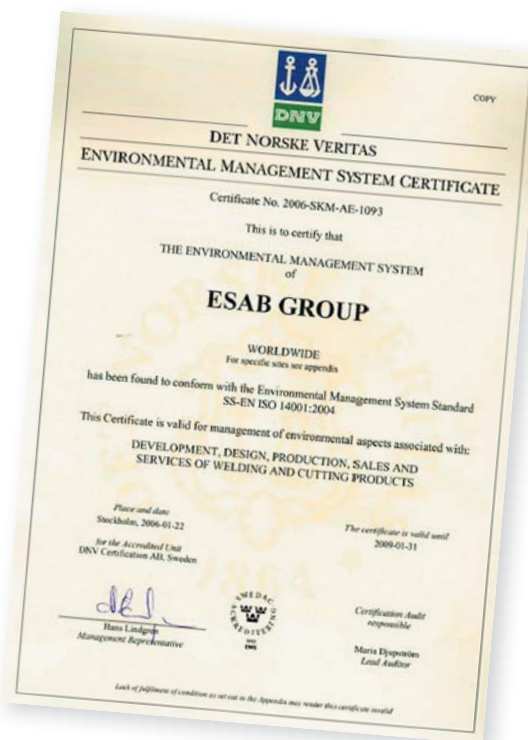 COPY
DNV
DET NORSKE VERITAS
ENVIRONMENTAL MANAGEMENT SYSTEM CERTIFICATE
Certificate No. 2006-SKM-AE-1093
This is to certify that
THE ENVIRONMENTAL MANAGEMENT SYSTEM
of
ESAB GROUP
WORLDWIDE
For specific sites see appendix
has been found to conform with the Environmental Management System Standard
SS-EN ISO 14001:2004
This Certificate is valid for management of environmental aspects associated with:
DEVELOPMENT, DESIGN, PRODUCTION, SALES AND
SERVICES OF WELDING AND CUTTING PRODUCTS
Place and date
Stockholm, 2006-01-22
for the Accredited Unit
DNV Certification AB, Sweden
The certificate is valid until
2009-01-31
Hans Lindgren
Management Representative
SWEDAC
ACKREDITERING
Certification Audit
responsible
Maria Djupström
Lead Auditor
Lack of fulfilment of condition as set out in the Appendix may render this certificate invalid
1864